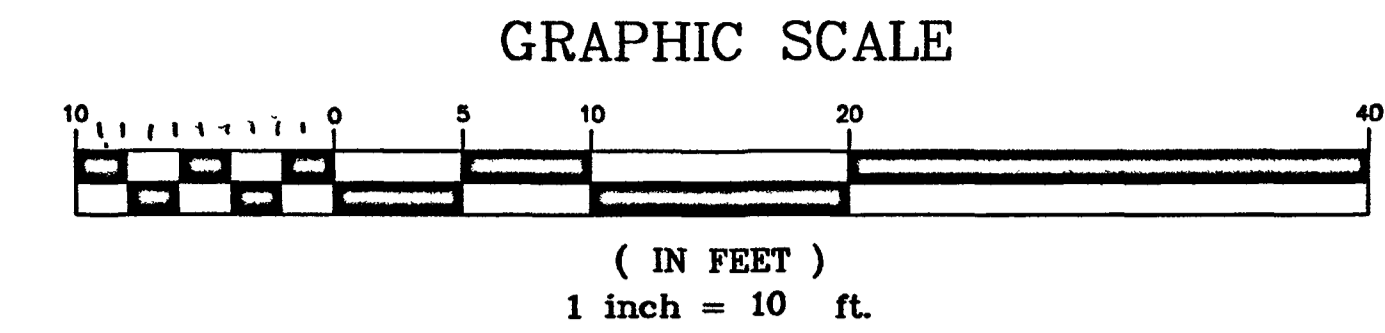 GRAPHIC SCALE
10 0 5 10 20 40
( IN FEET )
1 inch = 10 ft.